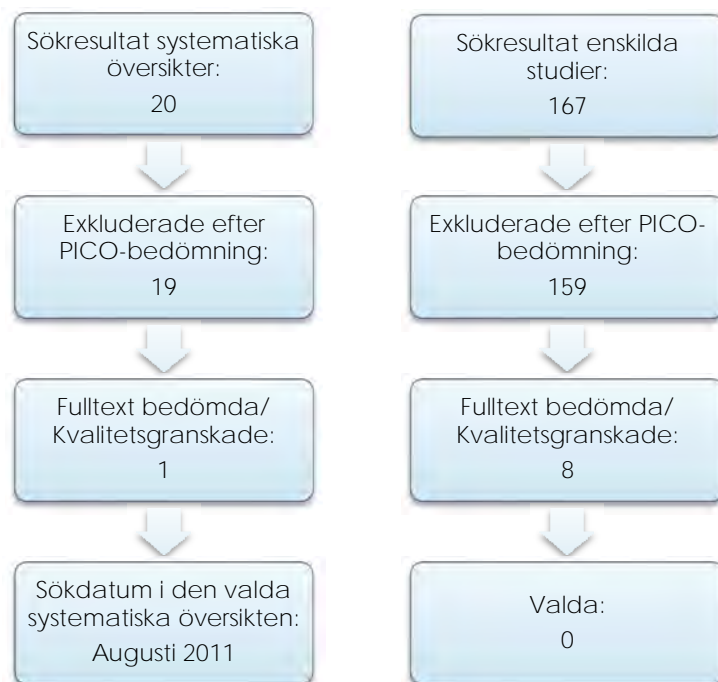 Sökresultat systematiska
översikter:
20
Exkluderade efter
PICO-bedömning:
19
Fulltext bedömda/
Kvalitetsgranskade:
1
Sökdatum i den valda
systematiska översikten:
Augusti 2011
Sökresultat enskilda
studier:
167
Exkluderade efter PICO-
bedömning:
159
Fulltext bedömda/
Kvalitetsgranskade:
8
Valda:
0